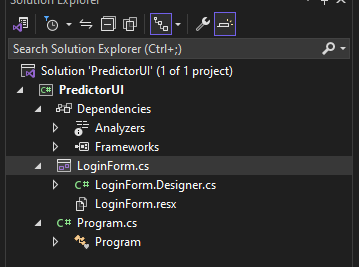 Solution Explorer
Search Solution Explorer (Ctrl+;)
Solution 'PredictorUI' (1 of 1 project)
C# PredictorUI
Dependencies
Analyzers
Frameworks
LoginForm.cs
C# LoginForm.Designer.cs
LoginForm.resx
C# Program.cs
Program